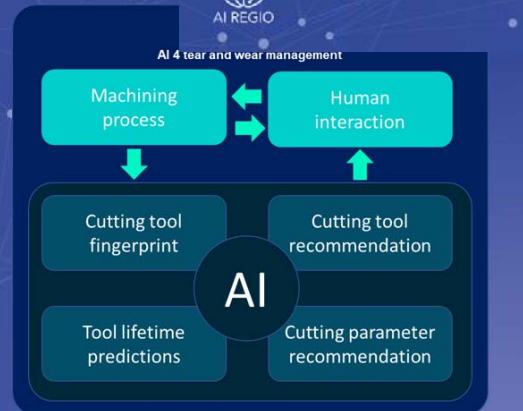 AI REGIO
AI 4 tear and wear management
Machining
process
Human
interaction
Cutting tool
fingerprint
Cutting tool
recommendation
AI
Tool lifetime
predictions
Cutting parameter
recommendation